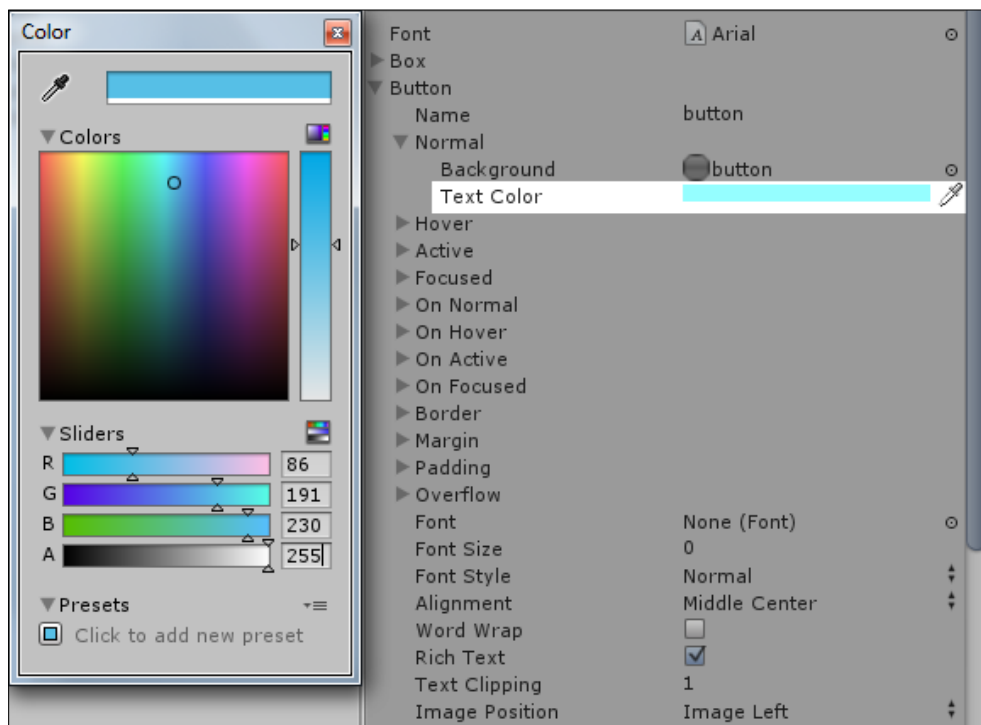 Color
Colors
Sliders
R 86
G 191
B 230
A 255
Presets
Click to add new preset
Font Arial
Box
Button
Name button
Normal
Background button
Text Color
Hover
Active
Focused
On Normal
On Hover
On Active
On Focused
Border
Margin
Padding
Overflow
Font None (Font)
Font Size 0
Font Style Normal
Alignment Middle Center
Word Wrap
Rich Text
Text Clipping 1
Image Position Image Left